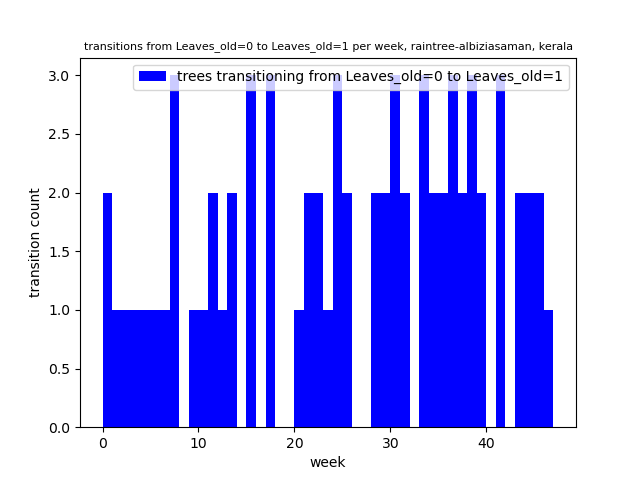 transitions from Leaves_old=0 to Leaves_old=1 per week, raintree-albiziasaman, kerala
trees transitioning from Leaves_old=0 to Leaves_old=1
3.0
2.5
2.0
1.5
1.0
0.5
0.0
transition count
0 10 20 30 40
week